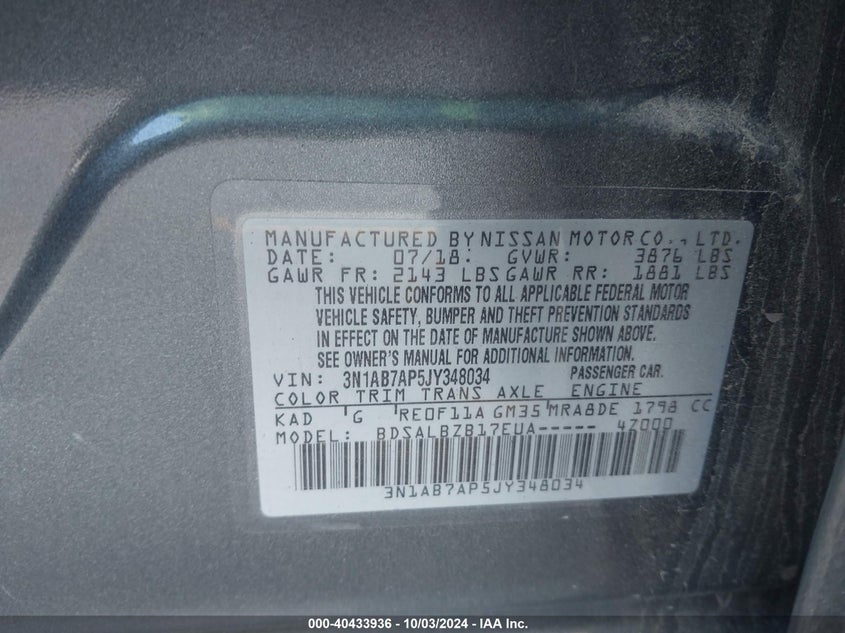 MANUFACTURED BY NISSAN MOTOR CO., LTD.
DATE: 07/18 GVWR: 3876 LBS
GAWR FR: 2143 LBS GAWR RR: 1881 LBS
THIS VEHICLE CONFORMS TO ALL APPLICABLE FEDERAL MOTOR
VEHICLE SAFETY, BUMPER AND THEFT PREVENTION STANDARDS
IN EFFECT ON THE DATE OF MANUFACTURE SHOWN ABOVE.
SEE OWNER'S MANUAL FOR ADDITIONAL INFORMATION.
VIN: 3N1AB7AP5JY348034 PASSENGER CAR.
COLOR TRIM TRANS AXLE ENGINE
KAD G RE0F11A GM35 MRA8DE 1798 CC
MODEL: BDSALBZB17EUA----- 4Z000
3N1AB7AP5JY348034
000-40433936 - 10/03/2024 - IAA Inc.